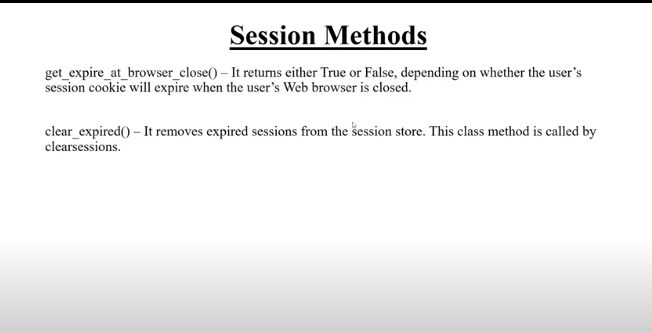 Session Methods
get_expire_at_browser_close() – It returns either True or False, depending on whether the user's
session cookie will expire when the user's Web browser is closed.
clear_expired() – It removes expired sessions from the session store. This class method is called by
clearsessions.